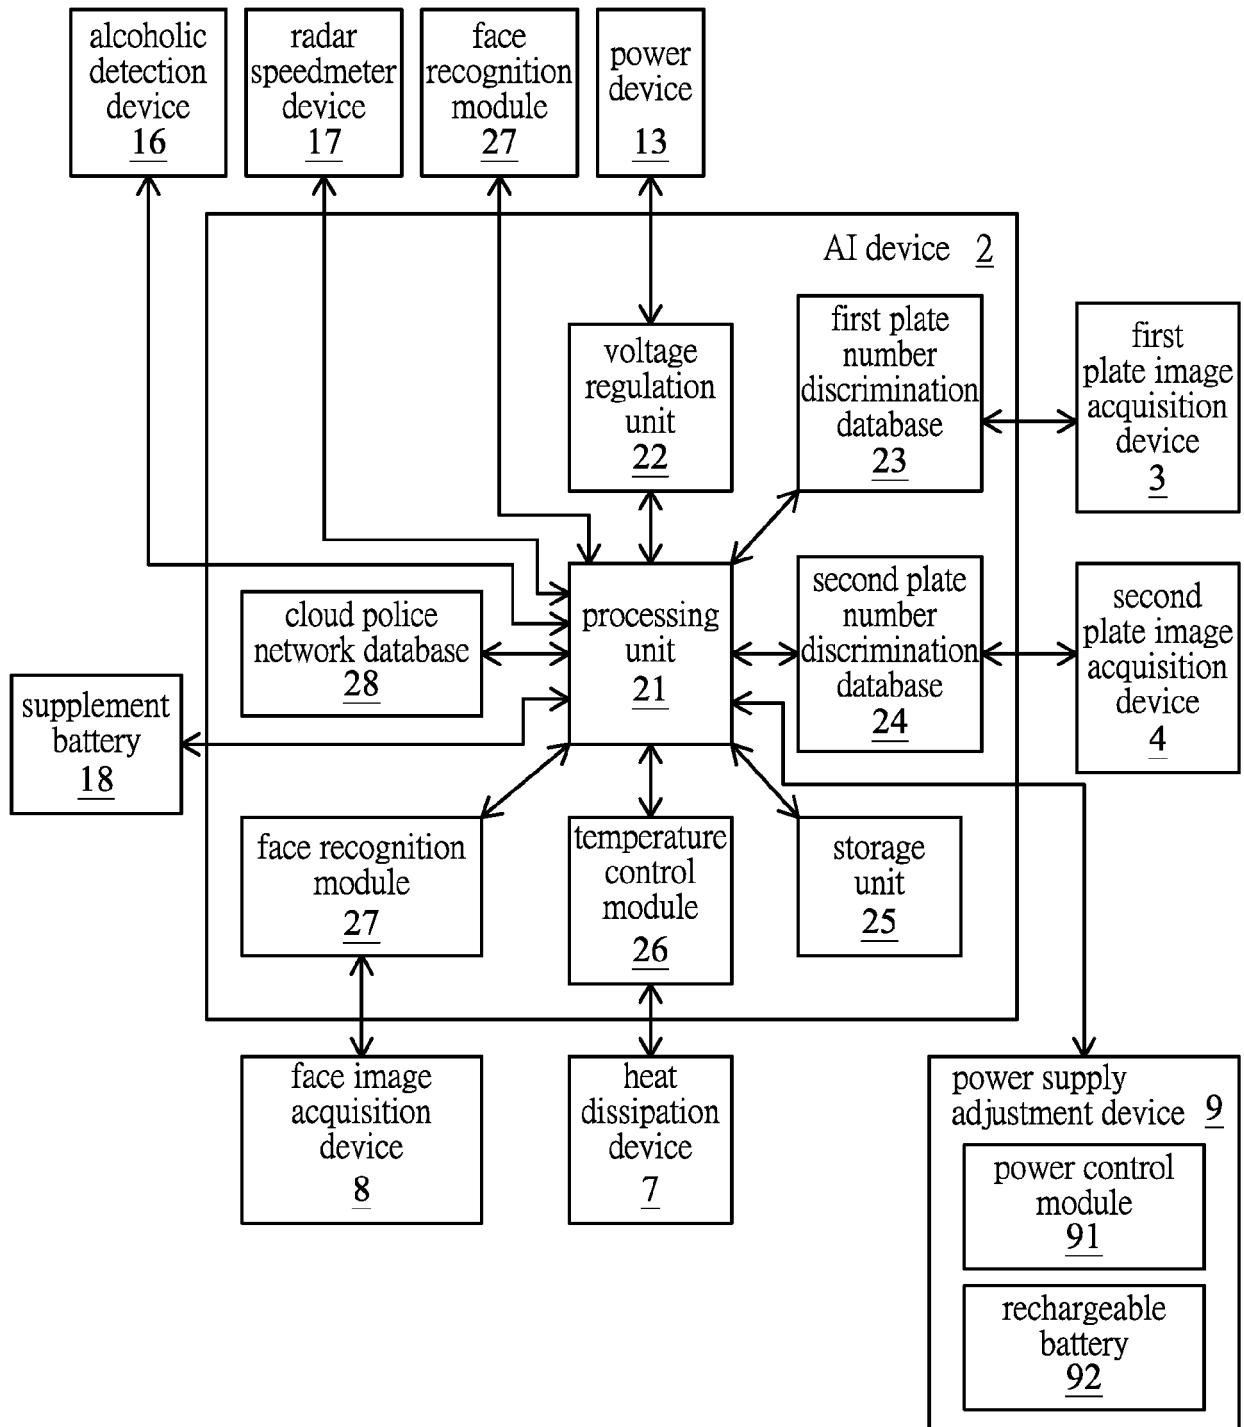 alcoholic
detection
device
16
radar
speedmeter
device
17
face
recognition
module
27
power
device
13
AI device 2
voltage
regulation
unit
22
first plate
number
discrimination
database
23
first
plate image
acquisition
device
3
cloud police
network database
28
processing
unit
21
second plate
number
discrimination
database
24
second
plate image
acquisition
device
4
supplement
battery
18
face recognition
module
27
temperature
control
module
26
storage
unit
25
face image
acquisition
device
8
heat
dissipation
device
7
power supply
adjustment device 9
power control
module
91
rechargeable
battery
92